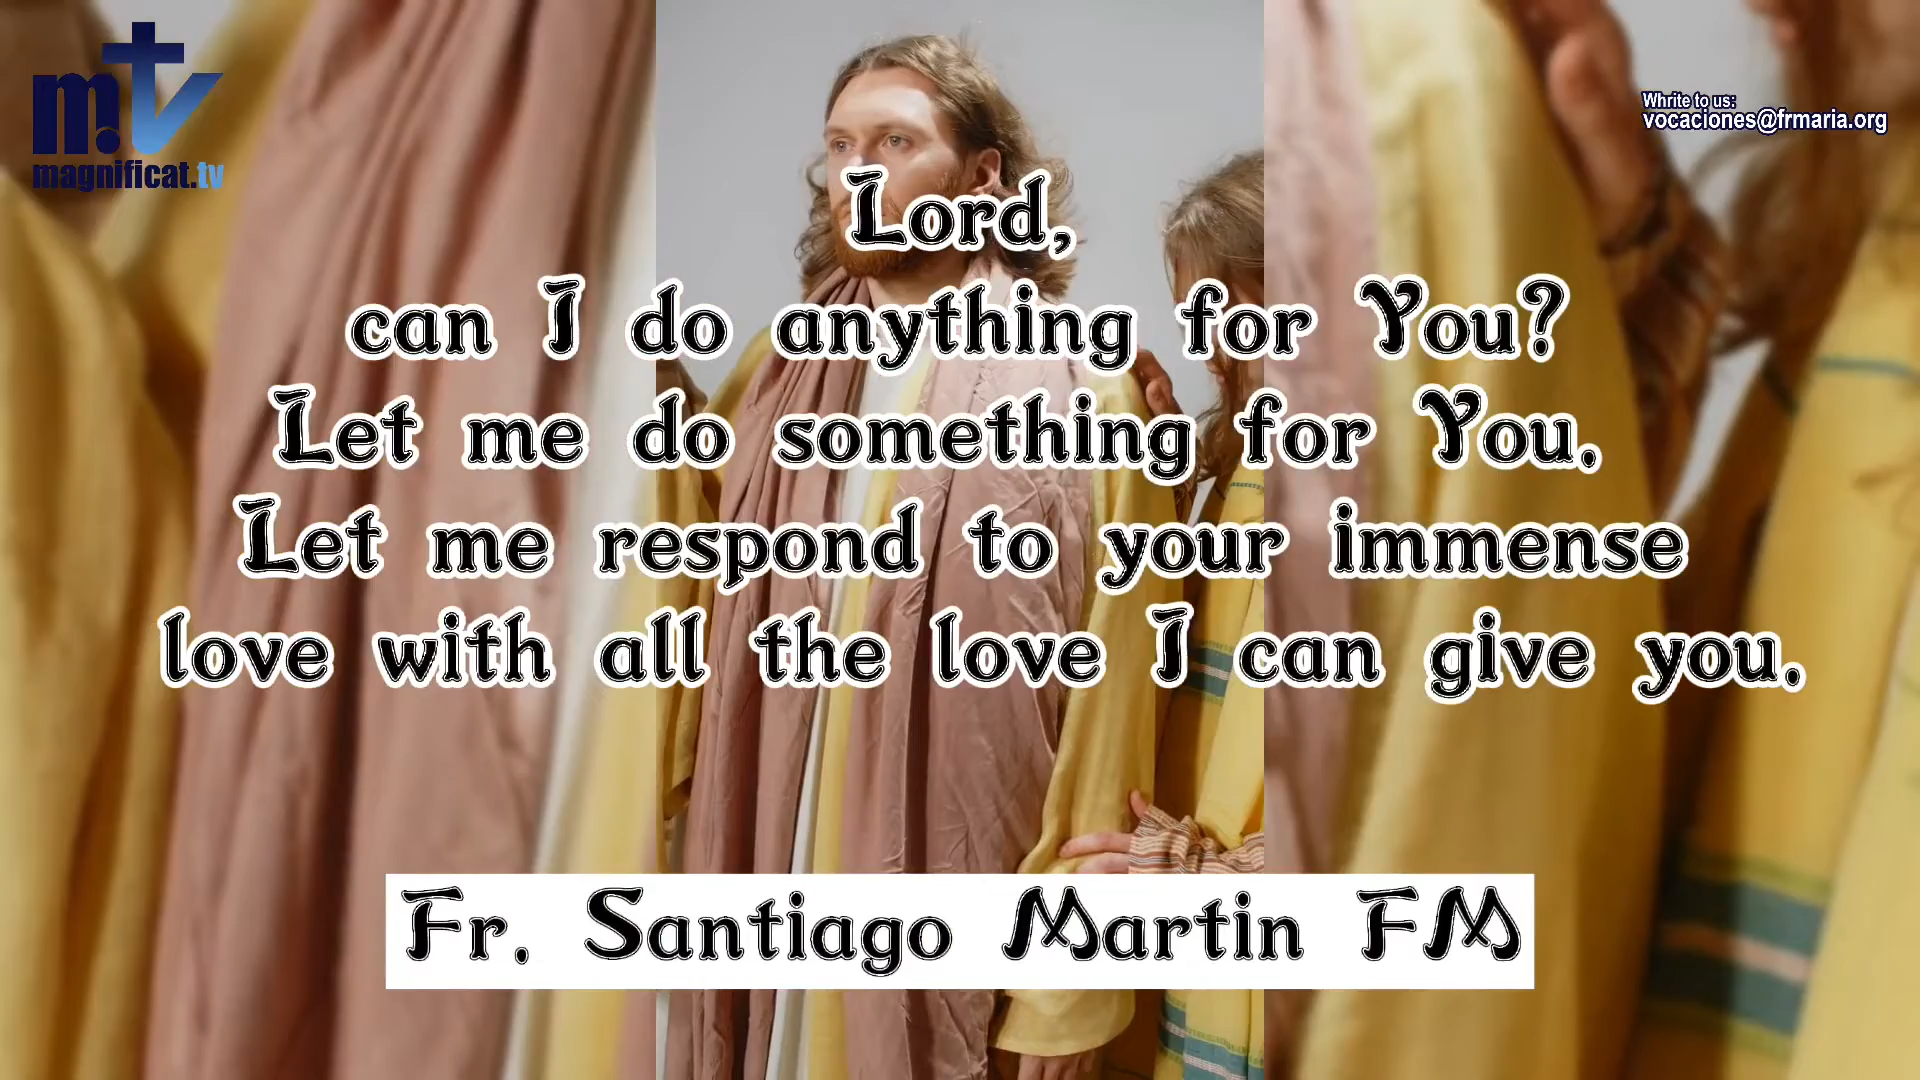 mtv
magnificat.tv
Whrite to us:
vocaciones@frmaria.org
Lord,
can I do anything for You?
Let me do something for You.
Let me respond to your immense
love with all the love I can give you.
Fr. Santiago Martin FM